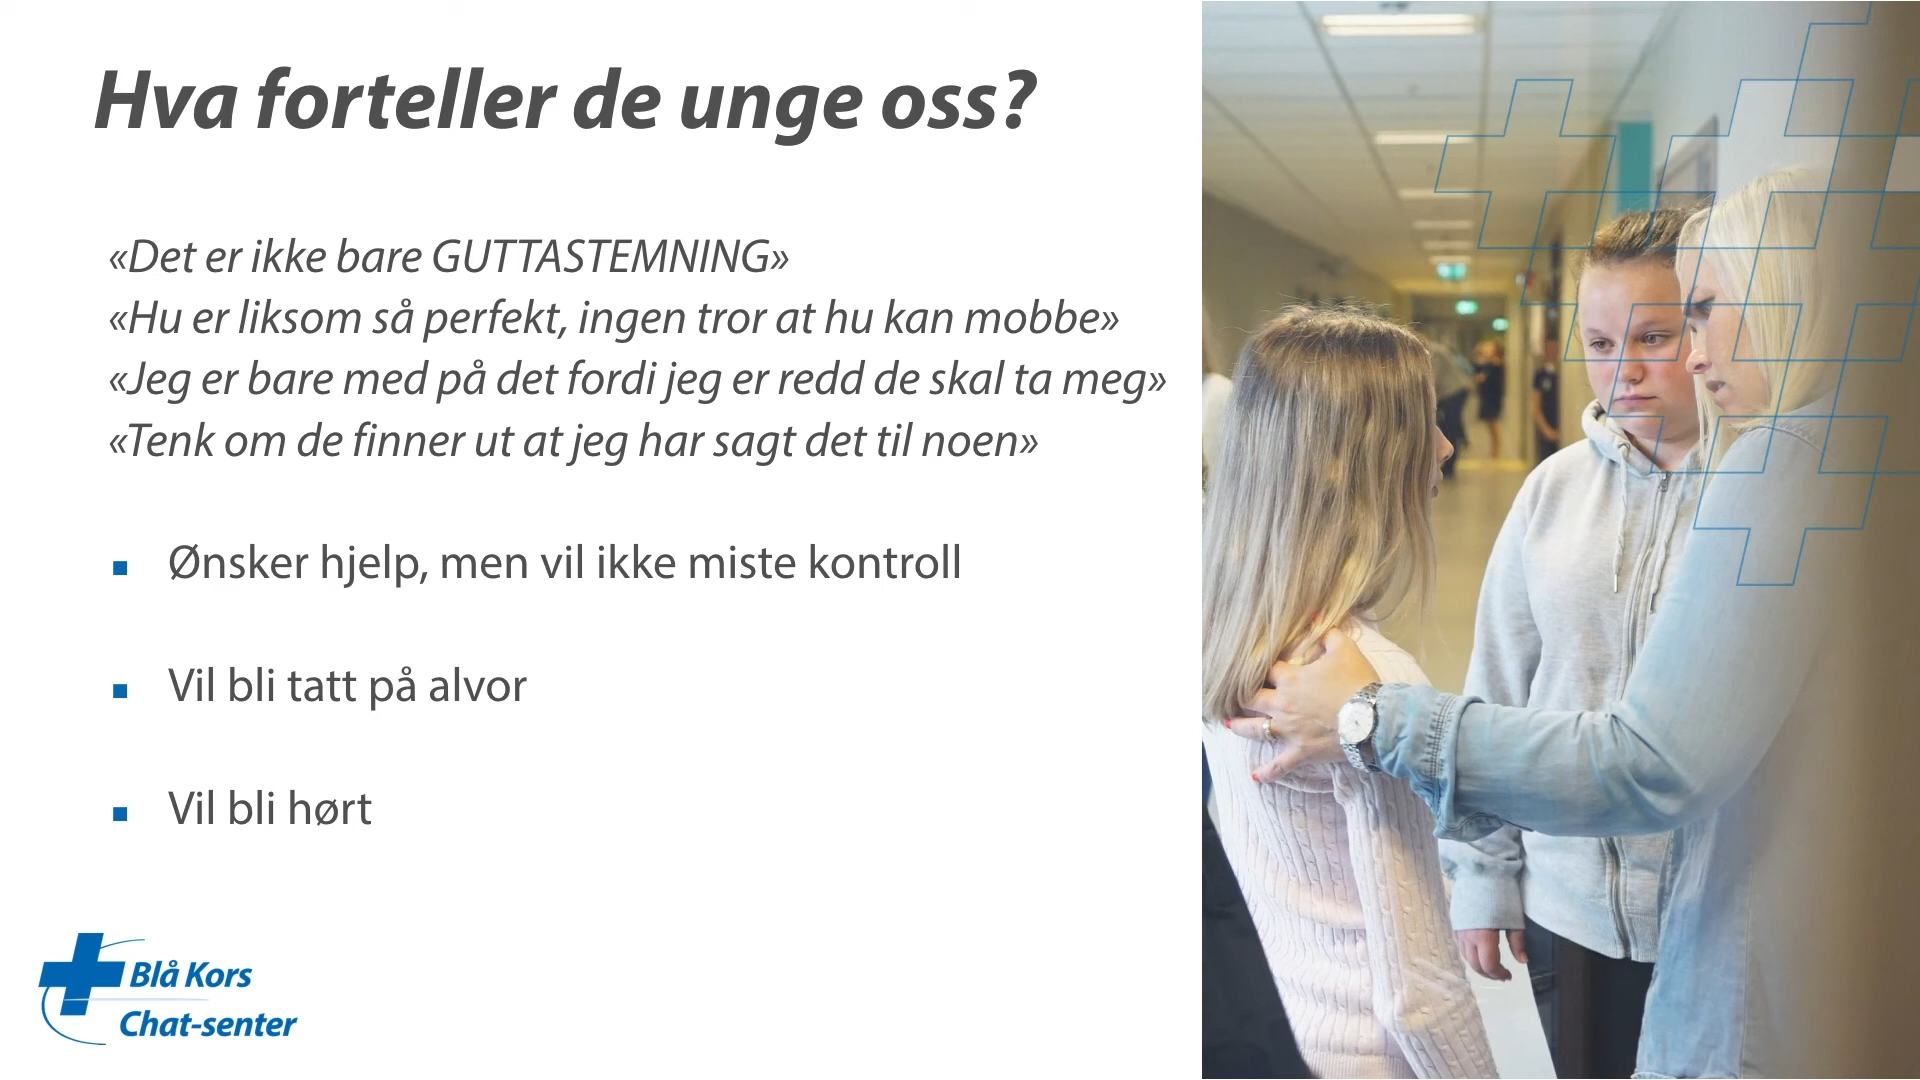 Hva forteller de unge oss?
«Det er ikke bare GUTTASTEMNING»
«Hu er liksom så perfekt, ingen tror at hu kan mobbe»
«Jeg er bare med på det fordi jeg er redd de skal ta meg»
«Tenk om de finner ut at jeg har sagt det til noen»
▪ Ønsker hjelp, men vil ikke miste kontroll
▪ Vil bli tatt på alvor
▪ Vil bli hørt
Blå Kors
Chat-senter